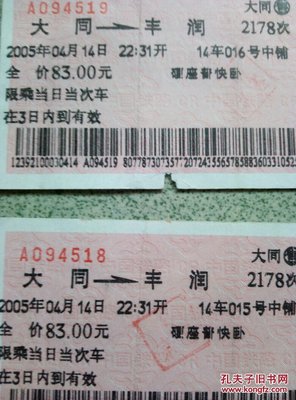 A094519 大同售
大同→丰润 2178次
2005年04月14日 22:31开 14车016号中铺
全 价83.00元 硬座普快卧
限乘当日当次车
在3日内到有效
A094518 大同售
大同→丰润 2178次
2005年04月14日 22:31开 14车015号中铺
全 价83.00元 硬座普快卧
限乘当日当次车
在3日内到有效
孔夫子旧书网